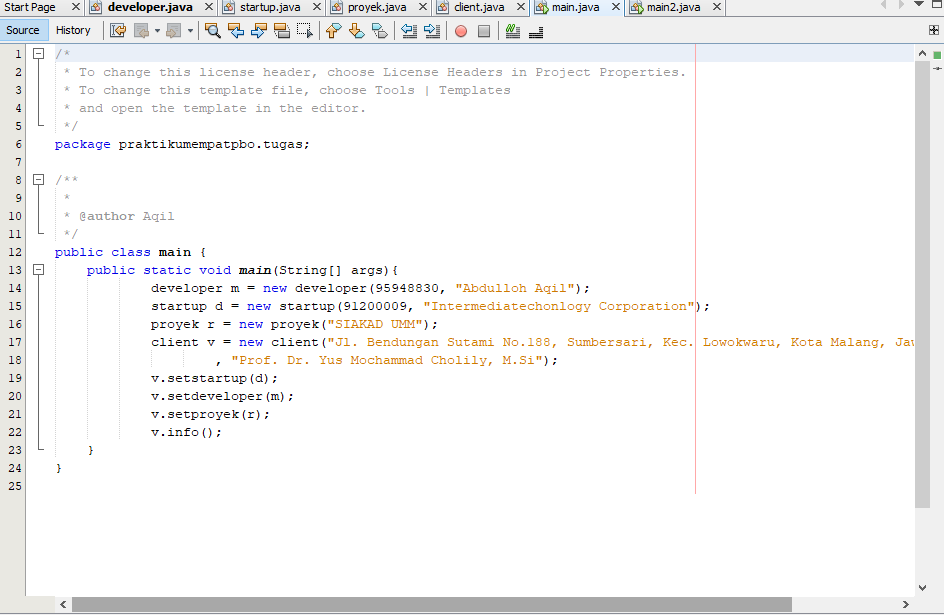 Start Page developer.java startup.java proyek.java client.java main.java main2.java
Source History
1 /*
2 * To change this license header, choose License Headers in Project Properties.
3 * To change this template file, choose Tools | Templates
4 * and open the template in the editor.
5 */
6 package praktikumempatpbo.tugas;
7
8 /**
9 *
10 * @author Aqil
11 */
12 public class main {
13 public static void main(String[] args){
14 developer m = new developer(95948830, "Abdulloh Aqil");
15 startup d = new startup(91200009, "Intermediatechonlogy Corporation");
16 proyek r = new proyek("SIAKAD UMM");
17 client v = new client("Jl. Bendungan Sutami No.188, Sumbersari, Kec. Lowokwaru, Kota Malang,
18 , "Prof. Dr. Yus Mochammad Cholily, M.Si");
19 v.setstartup(d);
20 v.setdeveloper(m);
21 v.setproyek(r);
22 v.info();
23 }
24 }
25